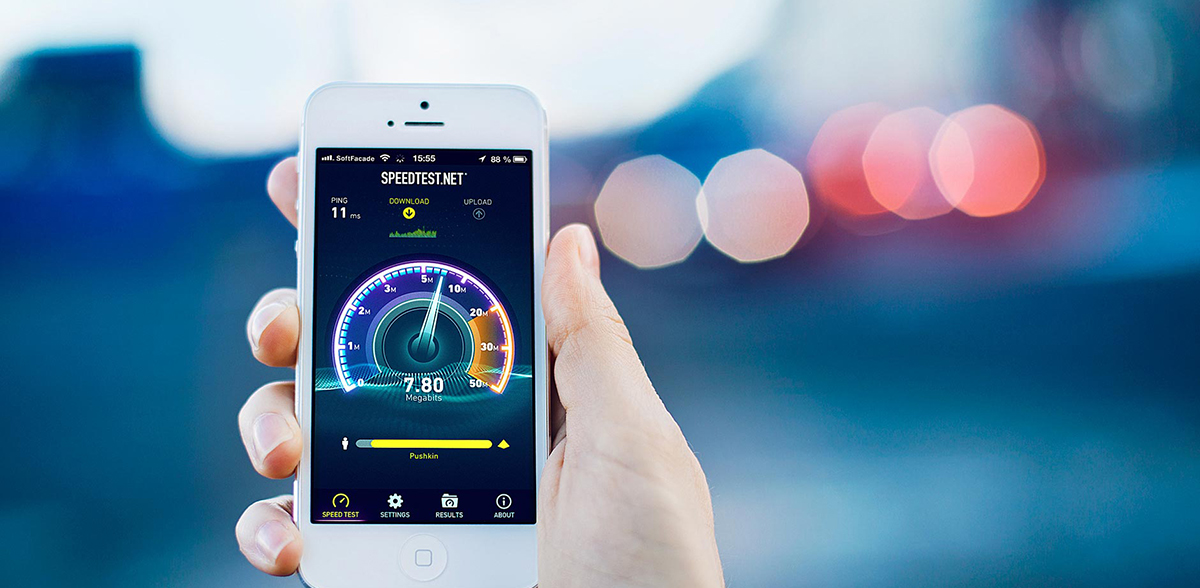 SoftFacade 15:55 88 %
SPEEDTEST.NET
PING DOWNLOAD UPLOAD
11 ms
5M
3M 10M
2M 20M
1M 30M
0 50M
7.80
Megabits
Pushkin
SPEED TEST SETTINGS RESULTS ABOUT